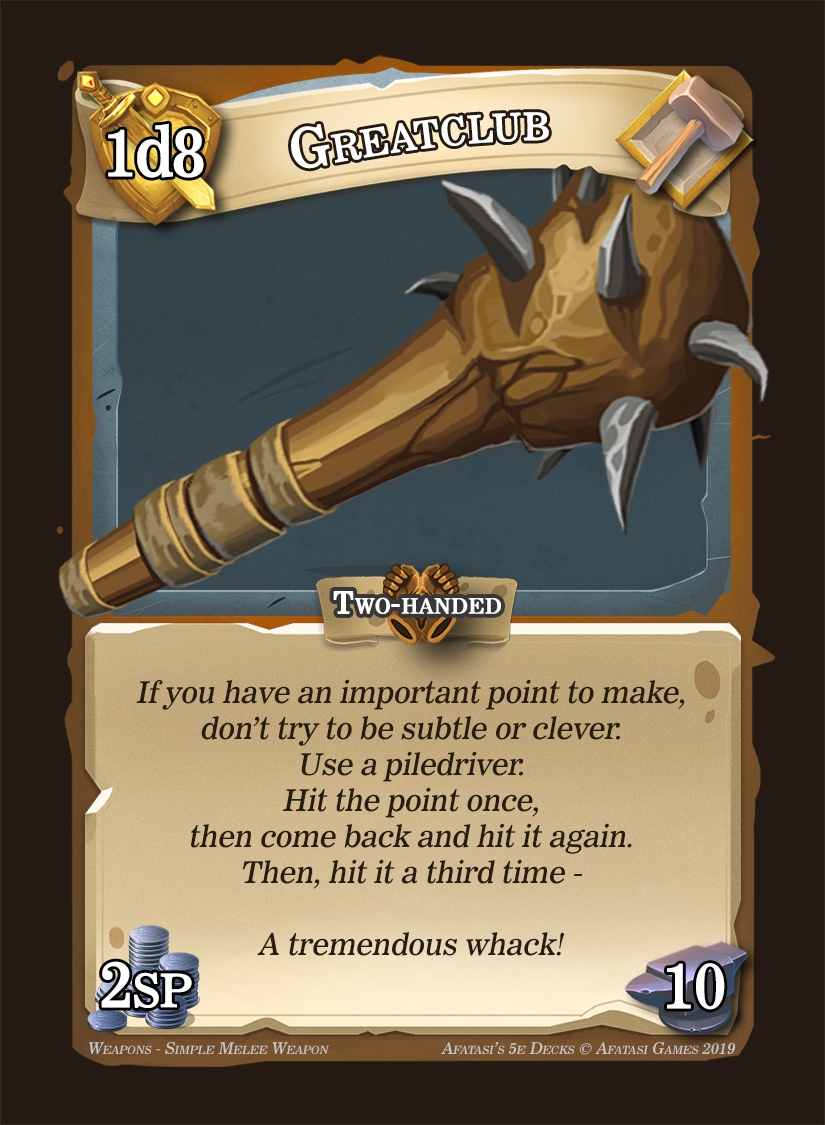 1d8
Greatclub
Two-handed
If you have an important point to make,
don't try to be subtle or clever.
Use a piledriver.
Hit the point once,
then come back and hit it again.
Then, hit it a third time -
A tremendous whack!
2SP
10
Weapons - Simple Melee Weapon
Afatasi's 5e Decks © Afatasi Games 2019